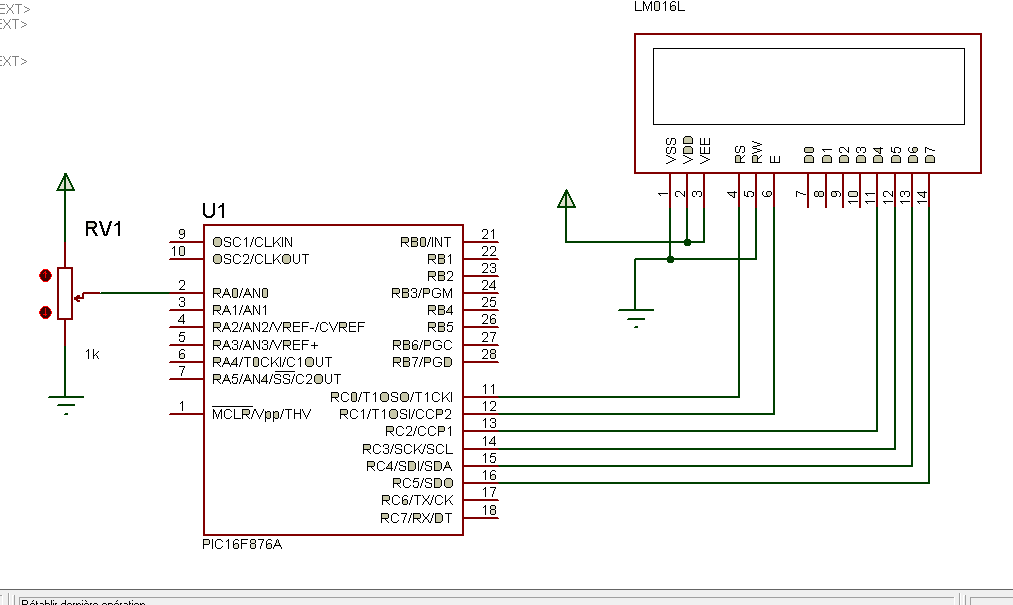 EXT>
EXT>
EXT>
LM016L
VSS
VDD
VEE
RS
RW
E
D0
D1
D2
D3
D4
D5
D6
D7
1
2
3
4
5
6
7
8
9
10
11
12
13
14
RV1
1k
U1
9 OSC1/CLKIN RB0/INT 21
10 OSC2/CLKOUT RB1 22
RB2 23
2 RA0/AN0 RB3/PGM 24
3 RA1/AN1 RB4 25
4 RA2/AN2/VREF-/CVREF RB5 26
5 RA3/AN3/VREF+ RB6/PGC 27
6 RA4/T0CKI/C1OUT RB7/PGD 28
7 RA5/AN4/SS/C2OUT
RC0/T1OSO/T1CKI 11
1 MCLR/Vpp/THV RC1/T1OSI/CCP2 12
RC2/CCP1 13
RC3/SCK/SCL 14
RC4/SDI/SDA 15
RC5/SDO 16
RC6/TX/CK 17
RC7/RX/DT 18
PIC16F876A
Rétablir dernière opération